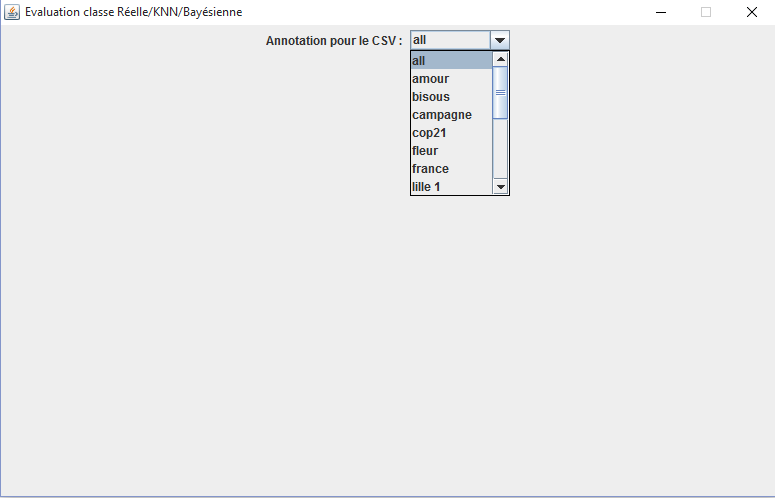 Evaluation classe Réelle/KNN/Bayésienne
Annotation pour le CSV : all
all
amour
bisous
campagne
cop21
fleur
france
lille 1